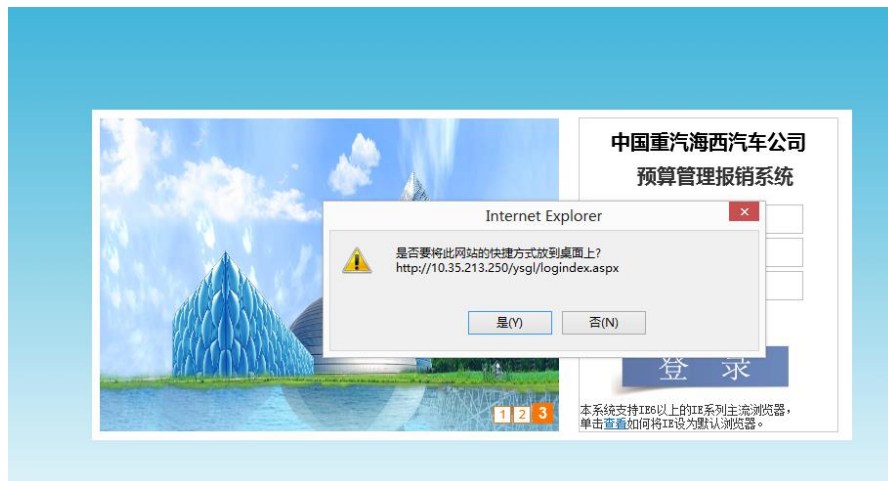 中国重汽海西汽车公司
预算管理报销系统
Internet Explorer
是否要将此网站的快捷方式放到桌面上?
http://10.35.213.250/ysgl/logindex.aspx
是(Y)
否(N)
登 录
1 2 3
本系统支持IE6以上的IE系列主流浏览器，
单击查看如何将IE设为默认浏览器。